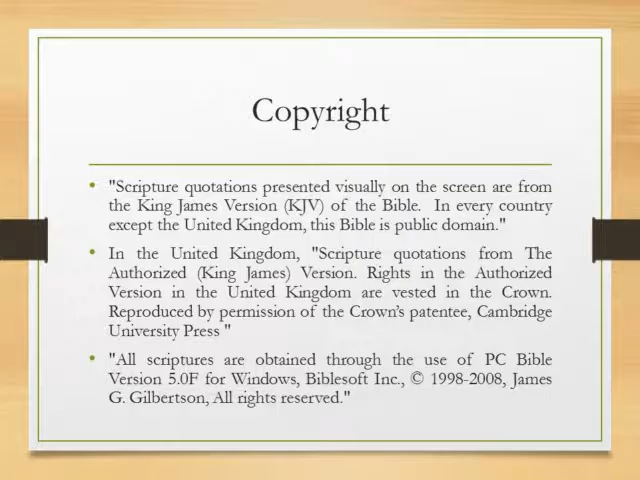 Copyright
• "Scripture quotations presented visually on the screen are from
the King James Version (KJV) of the Bible.  In every country
except the United Kingdom, this Bible is public domain."
• In the United Kingdom, "Scripture quotations from The
Authorized (King James) Version. Rights in the Authorized
Version in the United Kingdom are vested in the Crown.
Reproduced by permission of the Crown’s patentee, Cambridge
University Press "
• "All scriptures are obtained through the use of PC Bible
Version 5.0F for Windows, Biblesoft Inc., © 1998-2008, James
G. Gilbertson, All rights reserved."